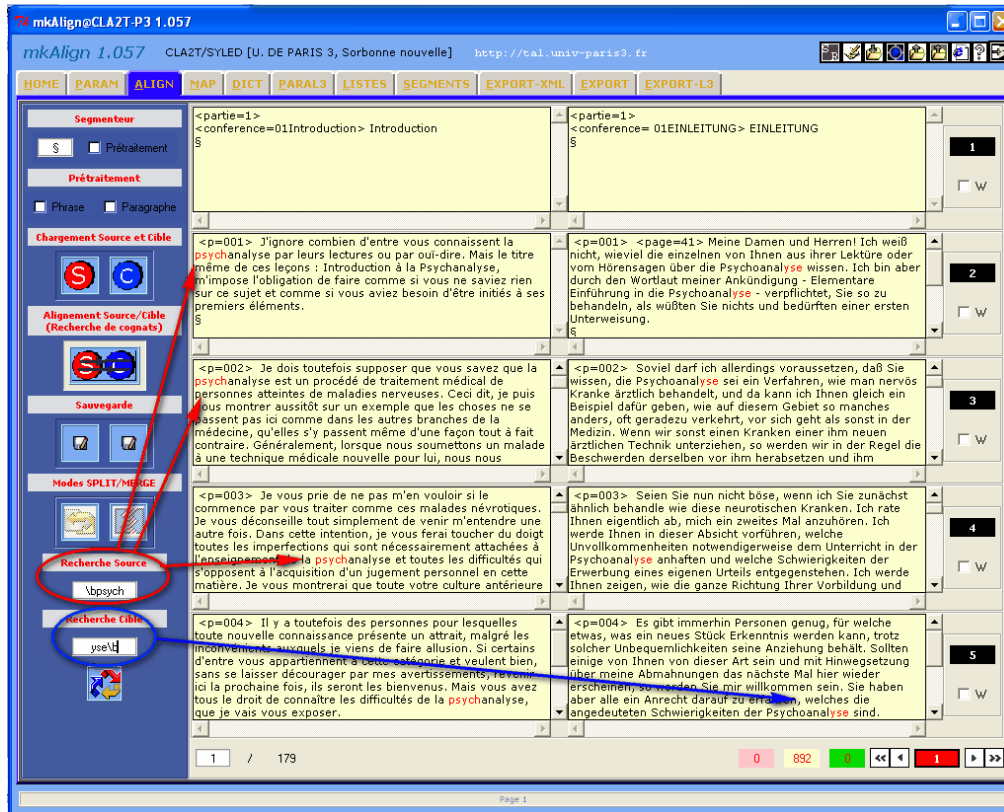 mkAlign@CLA2T-P3 1.057
mkAlign 1.057 CLA2T/SYLED [U. DE PARIS 3, Sorbonne nouvelle] http://tal.univ-paris3.fr
HOME PARAM ALIGN MAP DICT PARAL3 LISTES SEGMENTS EXPORT-XML EXPORT EXPORT-L3
Segmenteur
§ Prétraitement
Prétraitement
Phrase Paragraphe
Chargement Source et Cible
S C
Alignement Source/Cible
(Recherche de cognats)
S C
Sauvegarde
Modes SPLIT/MERGE
Recherche Source
\bpsych
Recherche Cible
yse\b
<partie=1>
<conference=01Introduction> Introduction
§
<partie=1>
<conference= 01EINLEITUNG> EINLEITUNG
§
1
W
<p=001> J'ignore combien d'entre vous connaissent la
psychanalyse par leurs lectures ou par ouï-dire. Mais le titre
même de ces leçons : Introduction à la Psychanalyse,
m'impose l'obligation de faire comme si vous ne saviez rien
sur ce sujet et comme si vous aviez besoin d'être initiés à ses
premiers éléments.
§
<p=001> <page=41> Meine Damen und Herren! Ich weiß
nicht, wieviel die einzelnen von Ihnen aus ihrer Lektüre oder
vom Hörensagen über die Psychoanalyse wissen. Ich bin aber
durch den Wortlaut meiner Ankündigung - Elementare
Einführung in die Psychoanalyse - verpflichtet, Sie so zu
behandeln, als wüßten Sie nichts und bedürften einer ersten
Unterweisung.
§
2
W
<p=002> Je dois toutefois supposer que vous savez que la
psychanalyse est un procédé de traitement médical de
personnes atteintes de maladies nerveuses. Ceci dit, je puis
vous montrer aussitôt sur un exemple que les choses ne se
passent pas ici comme dans les autres branches de la
médecine, qu'elles s'y passent même d'une façon tout à fait
contraire. Généralement, lorsque nous soumettons un malade
à une technique médicale nouvelle pour lui, nous nous
<p=002> Soviel darf ich allerdings voraussetzen, daß Sie
wissen, die Psychoanalyse sei ein Verfahren, wie man nervös
Kranke ärztlich behandelt, und da kann ich Ihnen gleich ein
Beispiel dafür geben, wie auf diesem Gebiet so manches
anders, oft geradezu verkehrt, vor sich geht als sonst in der
Medizin. Wenn wir sonst einen Kranken einer ihm neuen
ärztlichen Technik unterziehen, so werden wir in der Regel die
Beschwerden derselben vor ihm herabsetzen und ihm
3
W
<p=003> Je vous prie de ne pas m'en vouloir si le
commence par vous traiter comme ces malades névrotiques.
Je vous déconseille tout simplement de venir m'entendre une
autre fois. Dans cette intention, je vous ferai toucher du doigt
toutes les imperfections qui sont nécessairement attachées à
l'enseignement la psychanalyse et toutes les difficultés qui
s'opposent à l'acquisition d'un jugement personnel en cette
matière. Je vous montrerai que toute votre culture antérieure
<p=003> Seien Sie nun nicht böse, wenn ich Sie zunächst
ähnlich behandle wie diese neurotischen Kranken. Ich rate
Ihnen eigentlich ab, mich ein zweites Mal anzuhören. Ich
werde Ihnen in dieser Absicht vorführen, welche
Unvollkommenheiten notwendigerweise dem Unterricht in der
Psychoanalyse anhaften und welche Schwierigkeiten der
Erwerbung eines eigenen Urteils entgegenstehen. Ich werde
Ihnen zeigen, wie die ganze Richtung Ihrer Vorbildung und
4
W
<p=004> Il y a toutefois des personnes pour lesquelles
toute nouvelle connaissance présente un attrait, malgré les
inconvénients auxquels je viens de faire allusion. Si certains
d'entre vous appartiennent à cette catégorie et veulent bien,
sans se laisser décourager par mes avertissements, revenir
ici la prochaine fois, ils seront les bienvenus. Mais vous avez
tous le droit de connaître les difficultés de la psychanalyse,
que je vais vous exposer.
<p=004> Es gibt immerhin Personen genug, für welche
etwas, was ein neues Stück Erkenntnis werden kann, trotz
solcher Unbequemlichkeiten seine Anziehung behält. Sollten
einige von Ihnen von dieser Art sein und mit Hinwegsetzung
über meine Abmahnungen das nächste Mal hier wieder
erscheinen, so werden Sie mir willkommen sein. Sie haben
aber alle ein Anrecht darauf zu erfahren, welches die
angedeuteten Schwierigkeiten der Psychoanalyse sind.
5
W
1 / 179
0 892 0 1
Page 1